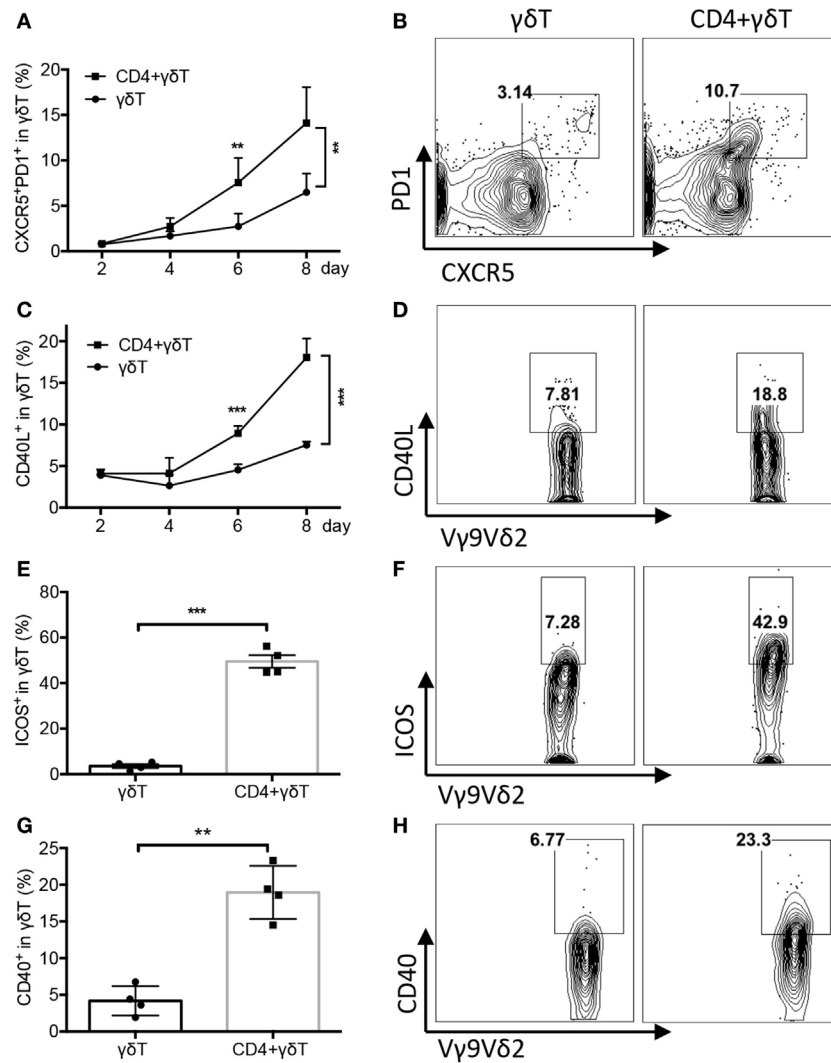 A
CXCR5⁺PD1⁺ in γδT (%)
20
15
10
5
0
CD4+γδT
γδT
**
**
2 4 6 8 day
B
γδT CD4+γδT
3.14 10.7
PD1
CXCR5
C
CD40L⁺ in γδT (%)
20
15
10
5
0
CD4+γδT
γδT
***
***
2 4 6 8 day
D
7.81 18.8
CD40L
Vγ9Vδ2
E
ICOS⁺ in γδT (%)
80
60
40
20
0
***
γδT CD4+γδT
F
7.28 42.9
ICOS
Vγ9Vδ2
G
CD40⁺ in γδT (%)
25
20
15
10
5
0
**
γδT CD4+γδT
H
6.77 23.3
CD40
Vγ9Vδ2